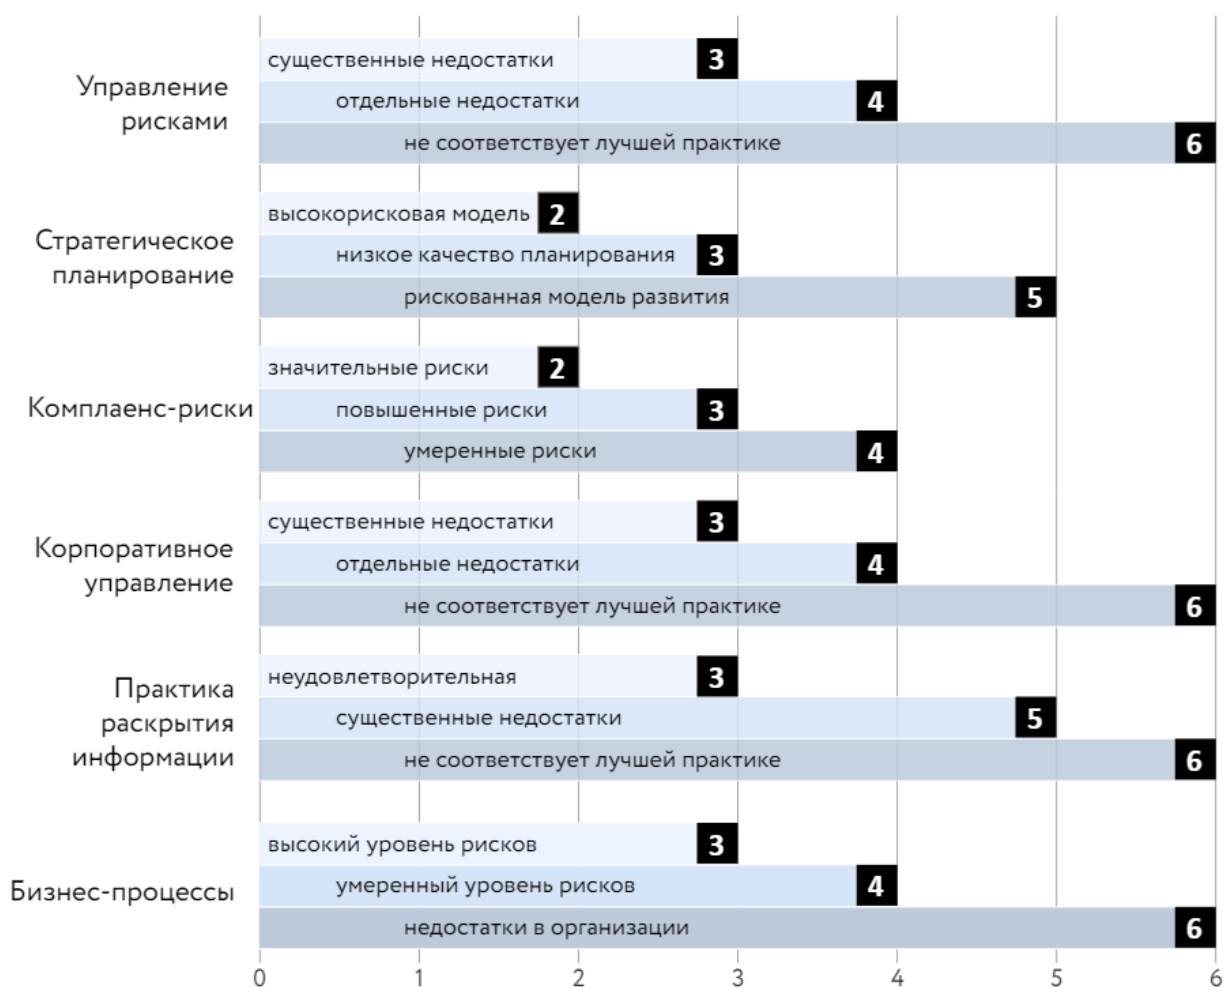 существенные недостатки 3
Управление
рисками
отдельные недостатки 4
не соответствует лучшей практике 6
высокорисковая модель 2
Стратегическое
планирование
низкое качество планирования 3
рискованная модель развития 5
значительные риски 2
Комплаенс-риски
повышенные риски 3
умеренные риски 4
существенные недостатки 3
Корпоративное
управление
отдельные недостатки 4
не соответствует лучшей практике 6
неудовлетворительная 3
Практика
раскрытия
информации
существенные недостатки 5
не соответствует лучшей практике 6
высокий уровень рисков 3
Бизнес-процессы
умеренный уровень рисков 4
недостатки в организации 6
0 1 2 3 4 5 6